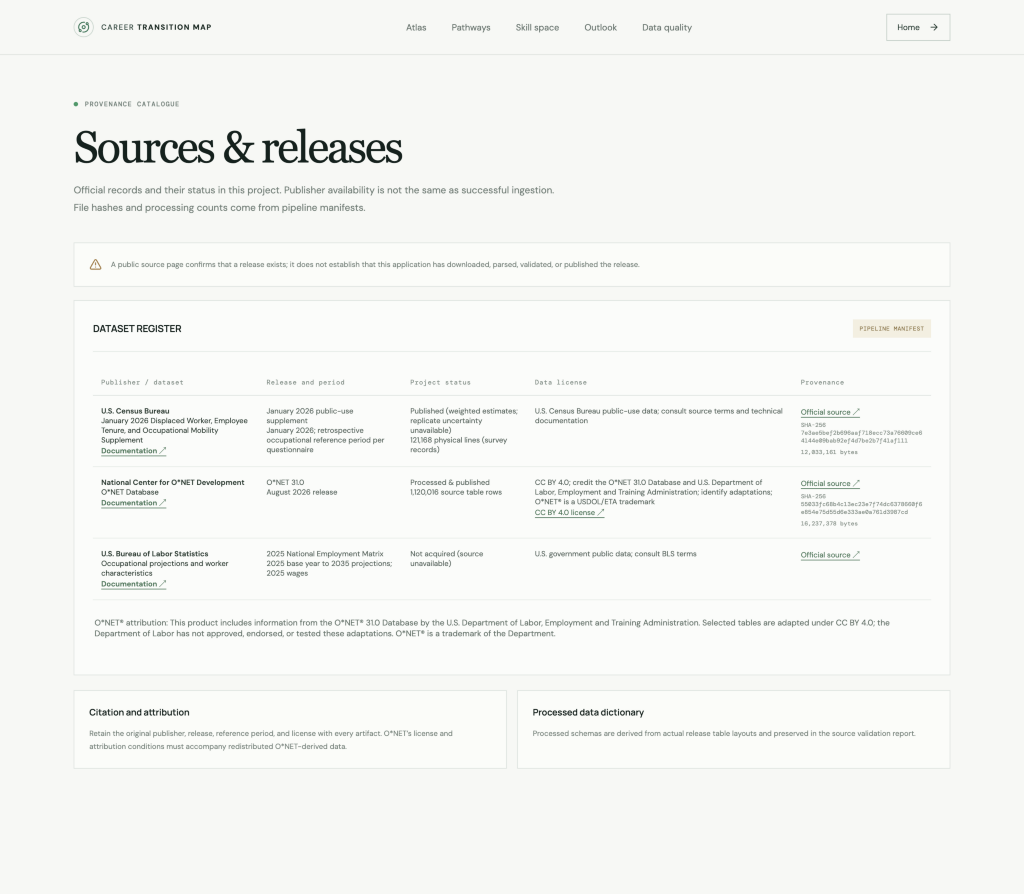 CAREER TRANSITION MAP
Atlas
Pathways
Skill space
Outlook
Data quality
Home →
PROVENANCE CATALOGUE
Sources & releases
Official records and their status in this project. Publisher availability is not the same as successful ingestion.
File hashes and processing counts come from pipeline manifests.
A public source page confirms that a release exists; it does not establish that this application has downloaded, parsed, validated, or published the release.
DATASET REGISTER
PIPELINE MANIFEST
Publisher / dataset
Release and period
Project status
Data license
Provenance
U.S. Census Bureau
January 2026 Displaced Worker, Employee
Tenure, and Occupational Mobility
Supplement
Documentation ↗
January 2026 public-use
supplement
January 2026; retrospective
occupational reference period per
questionnaire
Published (weighted estimates;
replicate uncertainty
unavailable)
121,168 physical lines (survey
records)
U.S. Census Bureau public-use data; consult source terms and technical
documentation
Official source ↗
SHA-256
12,033,161 bytes
National Center for O*NET Development
O*NET Database
Documentation ↗
O*NET 31.0
August 2026 release
Processed & published
1,120,016 source table rows
CC BY 4.0; credit the O*NET 31.0 Database and U.S. Department of
Labor, Employment and Training Administration; identify adaptations;
O*NET® is a USDOL/ETA trademark
CC BY 4.0 license ↗
Official source ↗
SHA-256
16,237,378 bytes
U.S. Bureau of Labor Statistics
Occupational projections and worker
characteristics
Documentation ↗
2025 National Employment Matrix
2025 base year to 2035 projections;
2025 wages
Not acquired (source
unavailable)
U.S. government public data; consult BLS terms
Official source ↗
O*NET® attribution: This product includes information from the O*NET® 31.0 Database by the U.S. Department of Labor, Employment and Training Administration. Selected tables are adapted under CC BY 4.0; the
Department of Labor has not approved, endorsed, or tested these adaptations. O*NET® is a trademark of the Department.
Citation and attribution
Retain the original publisher, release, reference period, and license with every artifact. O*NET's license and
attribution conditions must accompany redistributed O*NET-derived data.
Processed data dictionary
Processed schemas are derived from actual release table layouts and preserved in the source validation report.